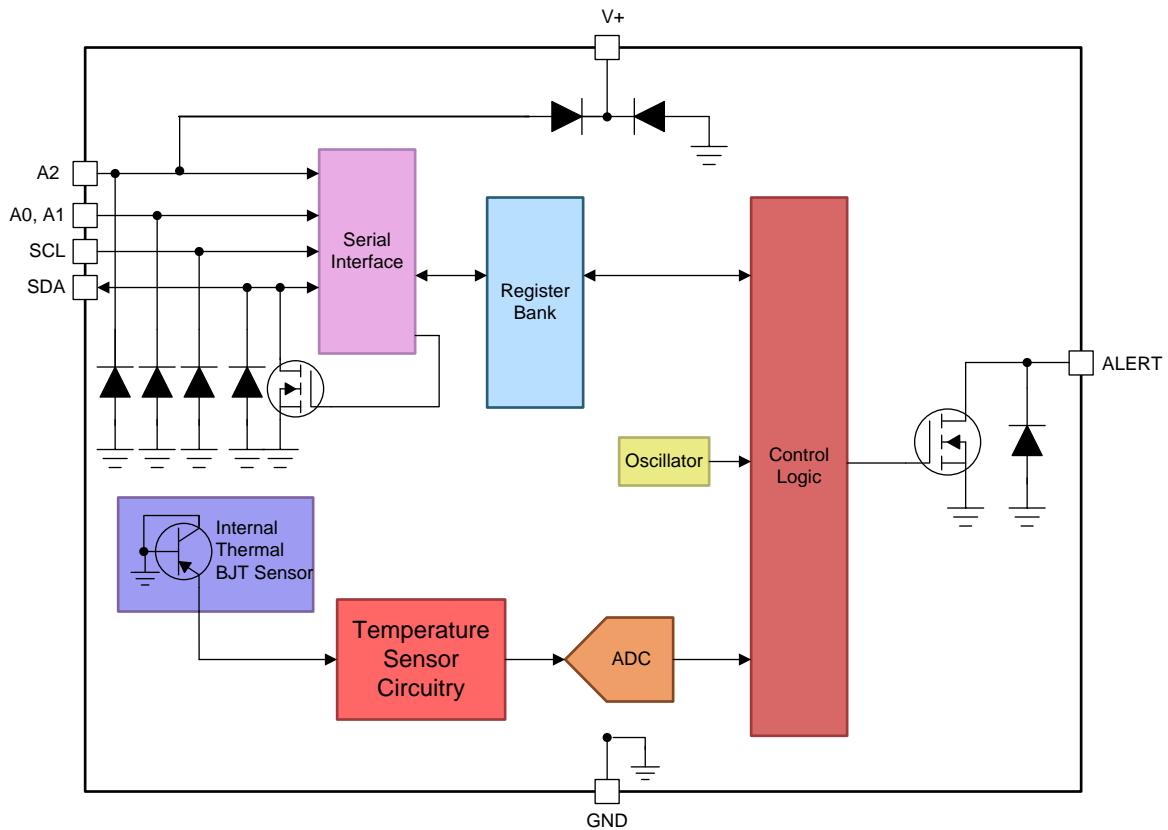 V+
A2
A0, A1
SCL
SDA
Serial
Interface
Register
Bank
ALERT
Oscillator
Control
Logic
Internal
Thermal
BJT Sensor
Temperature
Sensor
Circuitry
ADC
GND